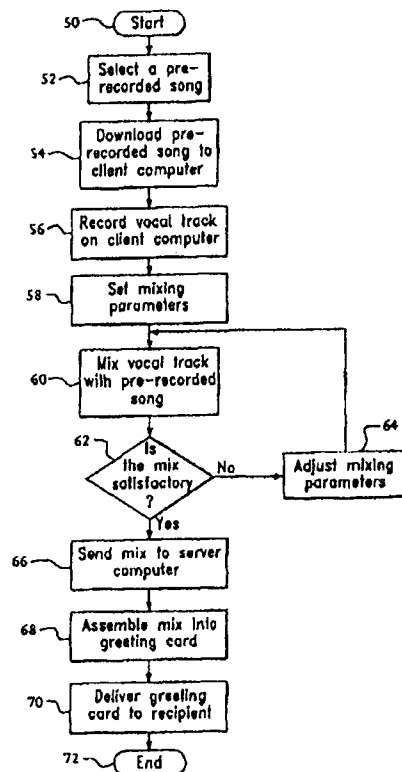 50
Start
52
Select a pre-
recorded song
54
Download pre-
recorded song to
client computer
56
Record vocal track
on client computer
58
Set mixing
parameters
60
Mix vocal track
with pre-recorded
song
62
Is
the mix
satisfactory
?
No
64
Adjust mixing
parameters
Yes
66
Send mix to server
computer
68
Assemble mix into
greeting card
70
Deliver greeting
card to recipient
72
End